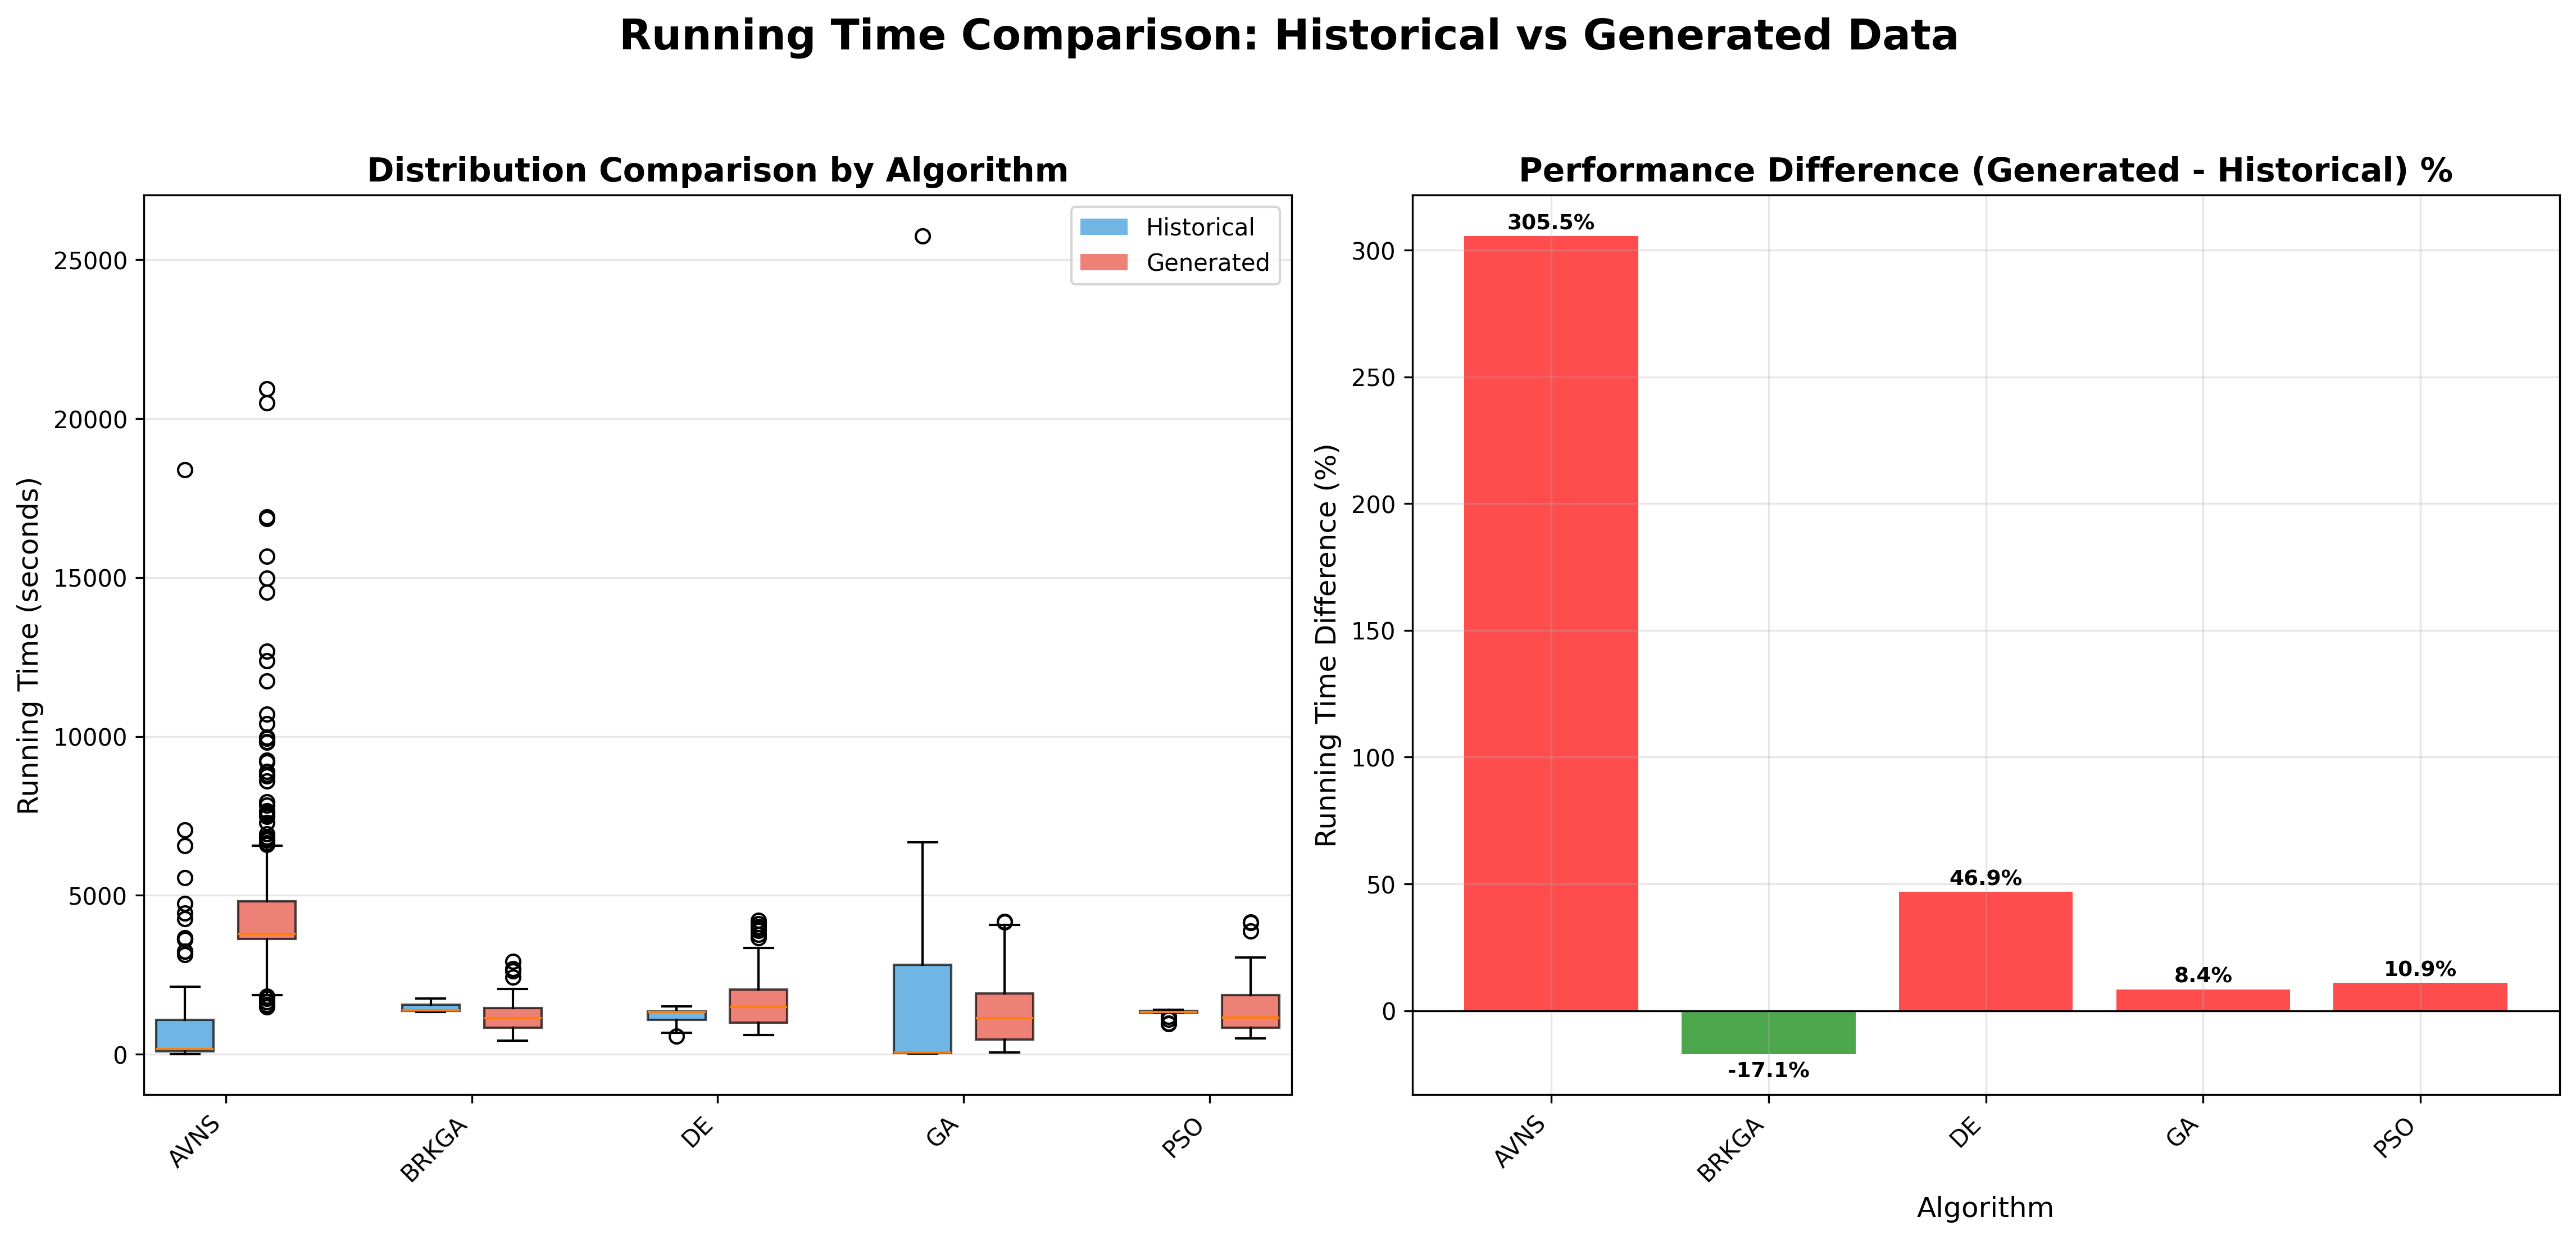 Running Time Comparison: Historical vs Generated Data
Distribution Comparison by Algorithm
Running Time (seconds)
25000
20000
15000
10000
5000
0
Historical
Generated
AVNS
BRKGA
DE
GA
PSO
Performance Difference (Generated - Historical) %
Running Time Difference (%)
300
250
200
150
100
50
0
305.5%
-17.1%
46.9%
8.4%
10.9%
AVNS
BRKGA
DE
GA
PSO
Algorithm